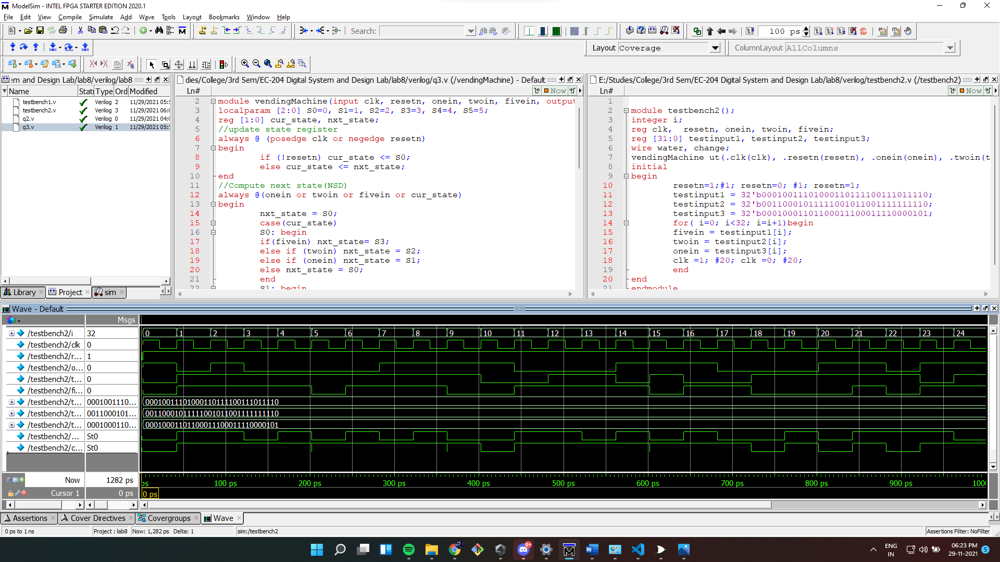 ModelSim - INTEL FPGA STARTER EDITION 2020.1
File Edit View Compile Simulate Add Wave Tools Layout Bookmarks Window Help
Search:
100 ps
Layout Coverage
ColumnLayout AllColumns
em and Design Lab/lab8/verilog/lab8
Name Statu Type Ord Modified
testbench1.v Verilog 2 11/29/2021 05:
testbench2.v Verilog 3 11/29/2021 06:
q2.v Verilog 0 11/29/2021 04:
q3.v Verilog 1 11/29/2021 05:
Library Project sim
dies/College/3rd Sem/EC-204 Digital System and Design Lab/lab8/verilog/q3.v (/vendingMachine) - Default
Ln# Now
2 module vendingMachine(input clk, resetn, onein, twoin, fivein, output
3 localparam [2:0] S0=0, S1=1, S2=2, S3=3, S4=4, S5=5;
4 reg [1:0] cur_state, nxt_state;
5 //update state register
6 always @ (posedge clk or negedge resetn)
7 begin
8 if (!resetn) cur_state <= S0;
9 else cur_state <= nxt_state;
10 end
11 //Compute next state(NSD)
12 always @(onein or twoin or fivein or cur_state)
13 begin
14 nxt_state = S0;
15 case(cur_state)
16 S0: begin
17 if(fivein) nxt_state= S3;
18 else if (twoin) nxt_state = S2;
19 else if (onein) nxt_state = S1;
20 else nxt_state = S0;
21 end
22 S1: begin
E:/Studies/College/3rd Sem/EC-204 Digital System and Design Lab/lab8/verilog/testbench2.v (/testbench2)
Ln# Now
1
2 module testbench2();
3 integer i;
4 reg clk, resetn, onein, twoin, fivein;
5 reg [31:0] testinput1, testinput2, testinput3;
6 wire water, change;
7 vendingMachine ut(.clk(clk), .resetn(resetn), .onein(onein), .twoin(t
8 initial
9 begin
10 resetn=1;#1; resetn=0; #1; resetn=1;
11 testinput1 = 32'b00010011101000110111100111011110;
12 testinput2 = 32'b00110001011111001011001111111110;
13 testinput3 = 32'b00010001101100011100011110000101;
14 for( i=0; i<32; i=i+1)begin
15 fivein = testinput1[i];
16 twoin = testinput2[i];
17 onein = testinput3[i];
18 clk =1; #20; clk =0; #20;
19 end
20 end
21 endmodule
Wave - Default
Msgs
/testbench2/i 32 0 1 2 3 4 5 6 7 8 9 10 11 12 13 14 15 16 17 18 19 20 21 22 23 24
/testbench2/clk 0
/testbench2/r... 1
/testbench2/o... 0
/testbench2/t... 0
/testbench2/fi... 0
/testbench2/t... 0001001110... 00010011101000110111100111011110
/testbench2/t... 0011000101... 00110001011111001011001111111110
/testbench2/t... 0001000110... 00010001101100011100011110000101
/testbench2/... St0
/testbench2/c... St0
Now 1282 ps ps 100 ps 200 ps 300 ps 400 ps 500 ps 600 ps 700 ps 800 ps 900 ps 1000
Cursor 1 0 ps 0 ps
Assertions Cover Directives Covergroups Wave
0 ps to 1 ns Project : lab8 Now: 1,282 ps Delta: 1 sim:/testbench2 Assertions Filter: NoFilter
9+
ENG
IN
06:23 PM
29-11-2021
5